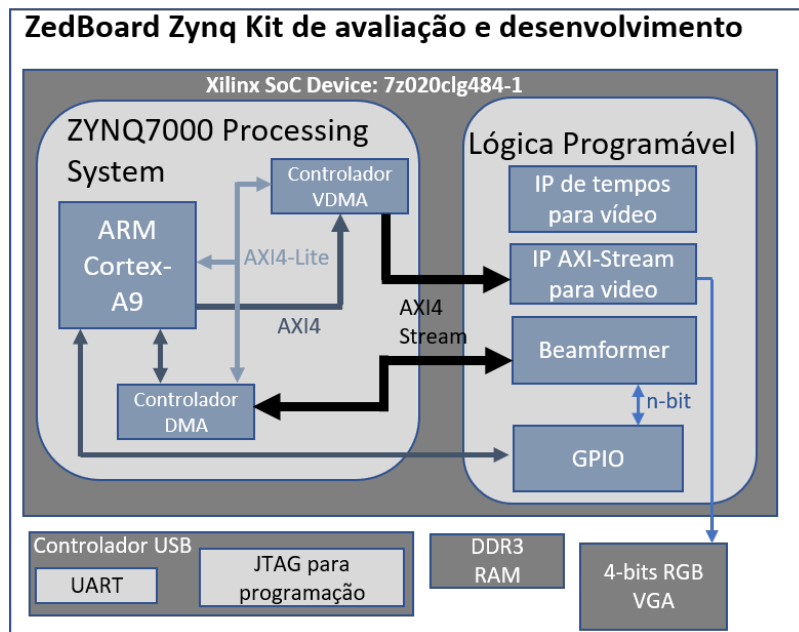 ZedBoard Zynq Kit de avaliação e desenvolvimento
Xilinx SoC Device: 7z020clg484-1
ZYNQ7000 Processing
System
Controlador
VDMA
ARM
Cortex-
A9
AXI4-Lite
AXI4
Controlador
DMA
AXI4
Stream
Lógica Programável
IP de tempos
para vídeo
IP AXI-Stream
para video
Beamformer
n-bit
GPIO
Controlador USB
UART
JTAG para
programação
DDR3
RAM
4-bits RGB
VGA